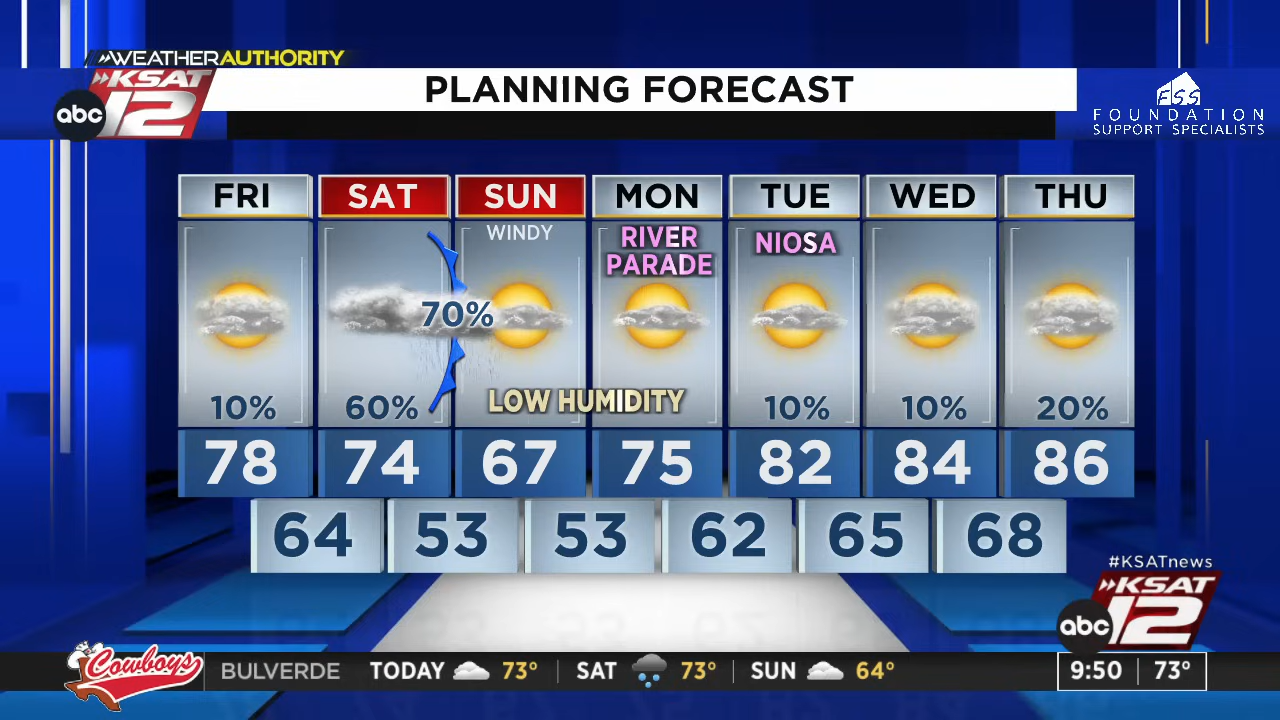 WEATHERAUTHORITY
KSAT
abc 12
PLANNING FORECAST
FSS
FOUNDATION
SUPPORT SPECIALISTS
FRI SAT SUN MON TUE WED THU
WINDY
RIVER
PARADE
NIOSA
70%
LOW HUMIDITY
10% 60% 10% 10% 20%
78 74 67 75 82 84 86
64 53 53 62 65 68
#KSATnews
KSAT
abc 12
Cowboys BULVERDE TODAY 73° SAT 73° SUN 64° 9:50 73°